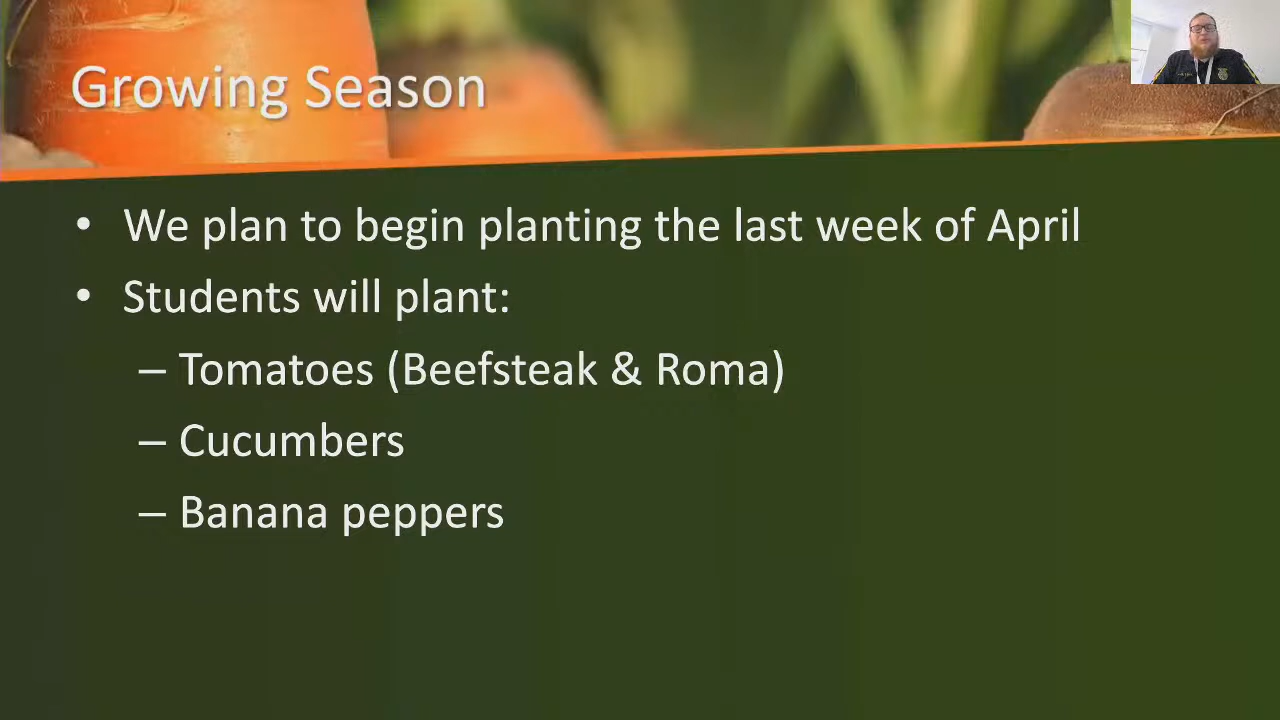 Growing Season
• We plan to begin planting the last week of April
• Students will plant:
– Tomatoes (Beefsteak & Roma)
– Cucumbers
– Banana peppers